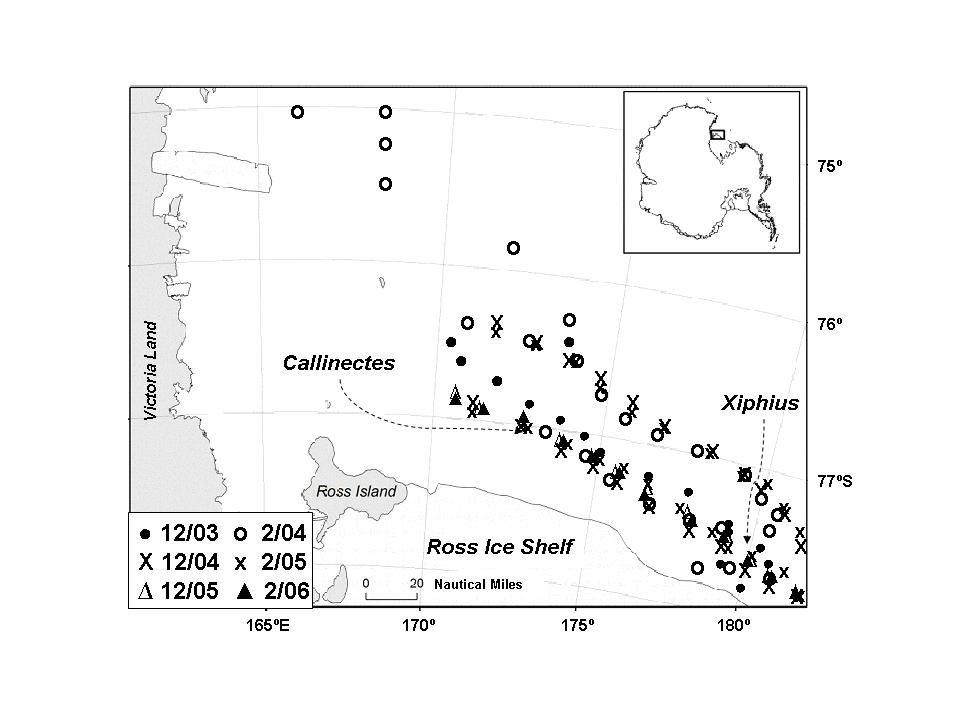 75º
76º
Callinectes
Victoria Land
Xiphius
77ºS
Ross Island
12/03 2/04
Ross Ice Shelf
12/04 2/05
0 20 Nautical Miles
12/05 2/06
165ºE 170º 175º 180º